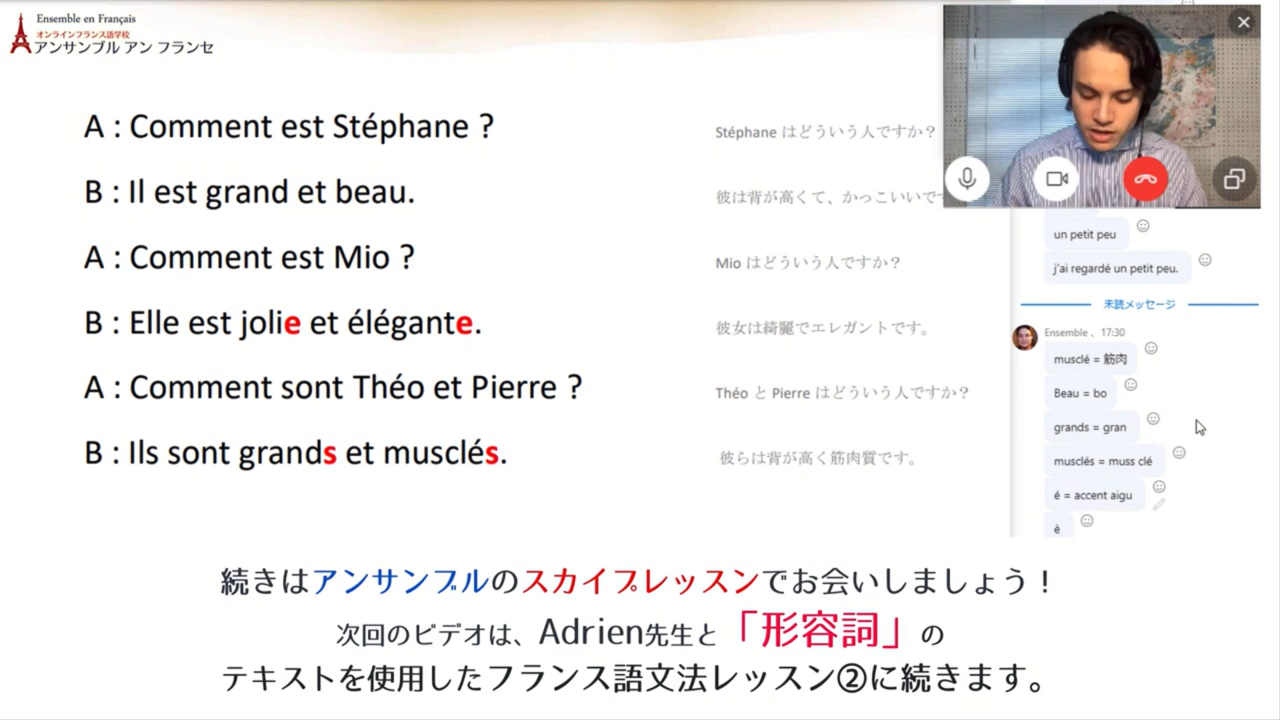 Ensemble en Français
オンラインフランス語学校
アンサンブル アン フランセ
A : Comment est Stéphane ?
Stéphane はどういう人ですか？
B : Il est grand et beau.
彼は背が高くて、かっこいいで
A : Comment est Mio ?
Mio はどういう人ですか？
B : Elle est jolie et élégante.
彼女は綺麗でエレガントです。
A : Comment sont Théo et Pierre ?
Théo と Pierre はどういう人ですか？
B : Ils sont grands et musclés.
彼らは背が高く筋肉質です。
un petit peu
j'ai regardé un petit peu.
未読メッセージ
Ensemble 、17:30
musclé = 筋肉
Beau = bo
grands = gran
musclés = muss clé
é = accent aigu
è
続きはアンサンブルのスカイプレッスンでお会いしましょう！
次回のビデオは、Adrien先生と「形容詞」の
テキストを使用したフランス語文法レッスン②に続きます。